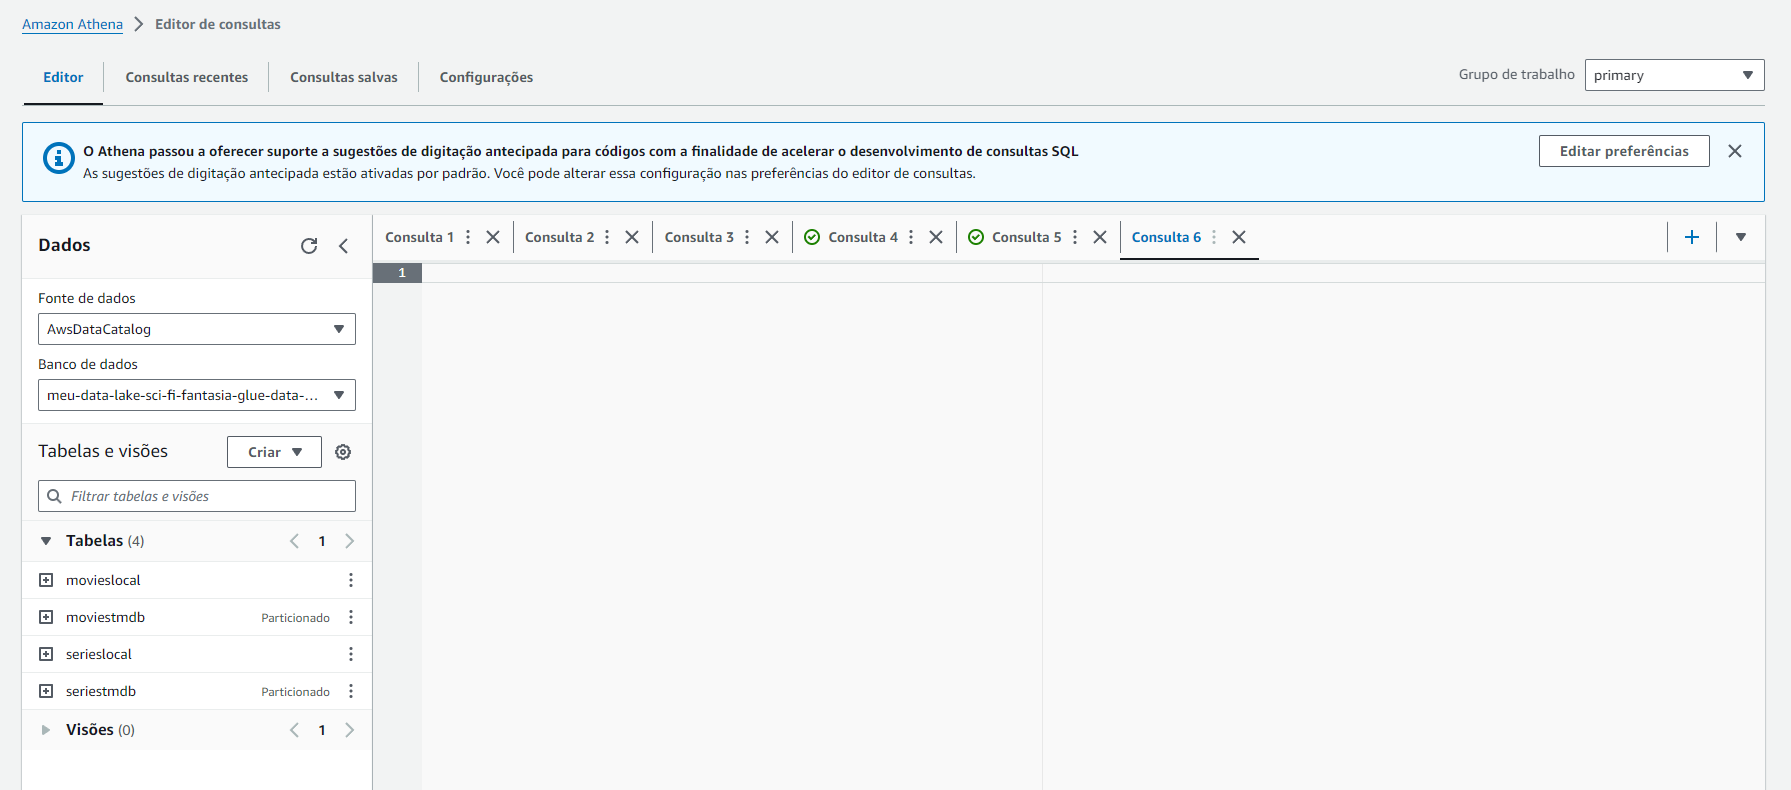 Amazon Athena > Editor de consultas
Editor Consultas recentes Consultas salvas Configurações Grupo de trabalho primary
O Athena passou a oferecer suporte a sugestões de digitação antecipada para códigos com a finalidade de acelerar o desenvolvimento de consultas SQL
As sugestões de digitação antecipada estão ativadas por padrão. Você pode alterar essa configuração nas preferências do editor de consultas.
Editar preferências
Dados
Consulta 1 Consulta 2 Consulta 3 Consulta 4 Consulta 5 Consulta 6
1
Fonte de dados
AwsDataCatalog
Banco de dados
meu-data-lake-sci-fi-fantasia-glue-data-...
Tabelas e visões Criar
Filtrar tabelas e visões
Tabelas (4) 1
movieslocal
moviestmdb Particionado
serieslocal
seriestmdb Particionado
Visões (0) 1